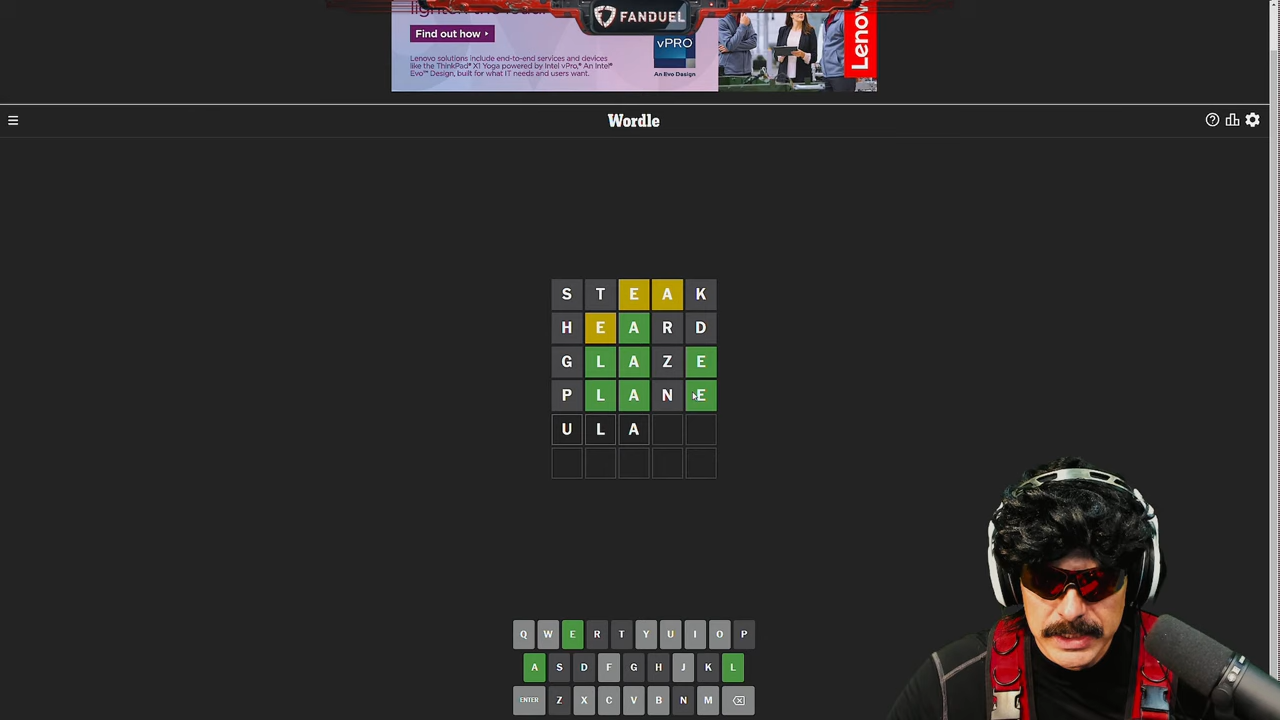 FANDUEL
Find out how ▸
Lenovo solutions include end-to-end services and devices
like the ThinkPad® X1 Yoga powered by Intel vPro,® An Intel®
Evo™ Design, built for what IT needs and users want.
vPRO
An Evo Design
Lenovo
Wordle
S T E A K
H E A R D
G L A Z E
P L A N E
U L A
Q W E R T Y U I O P
A S D F G H J K L
ENTER Z X C V B N M